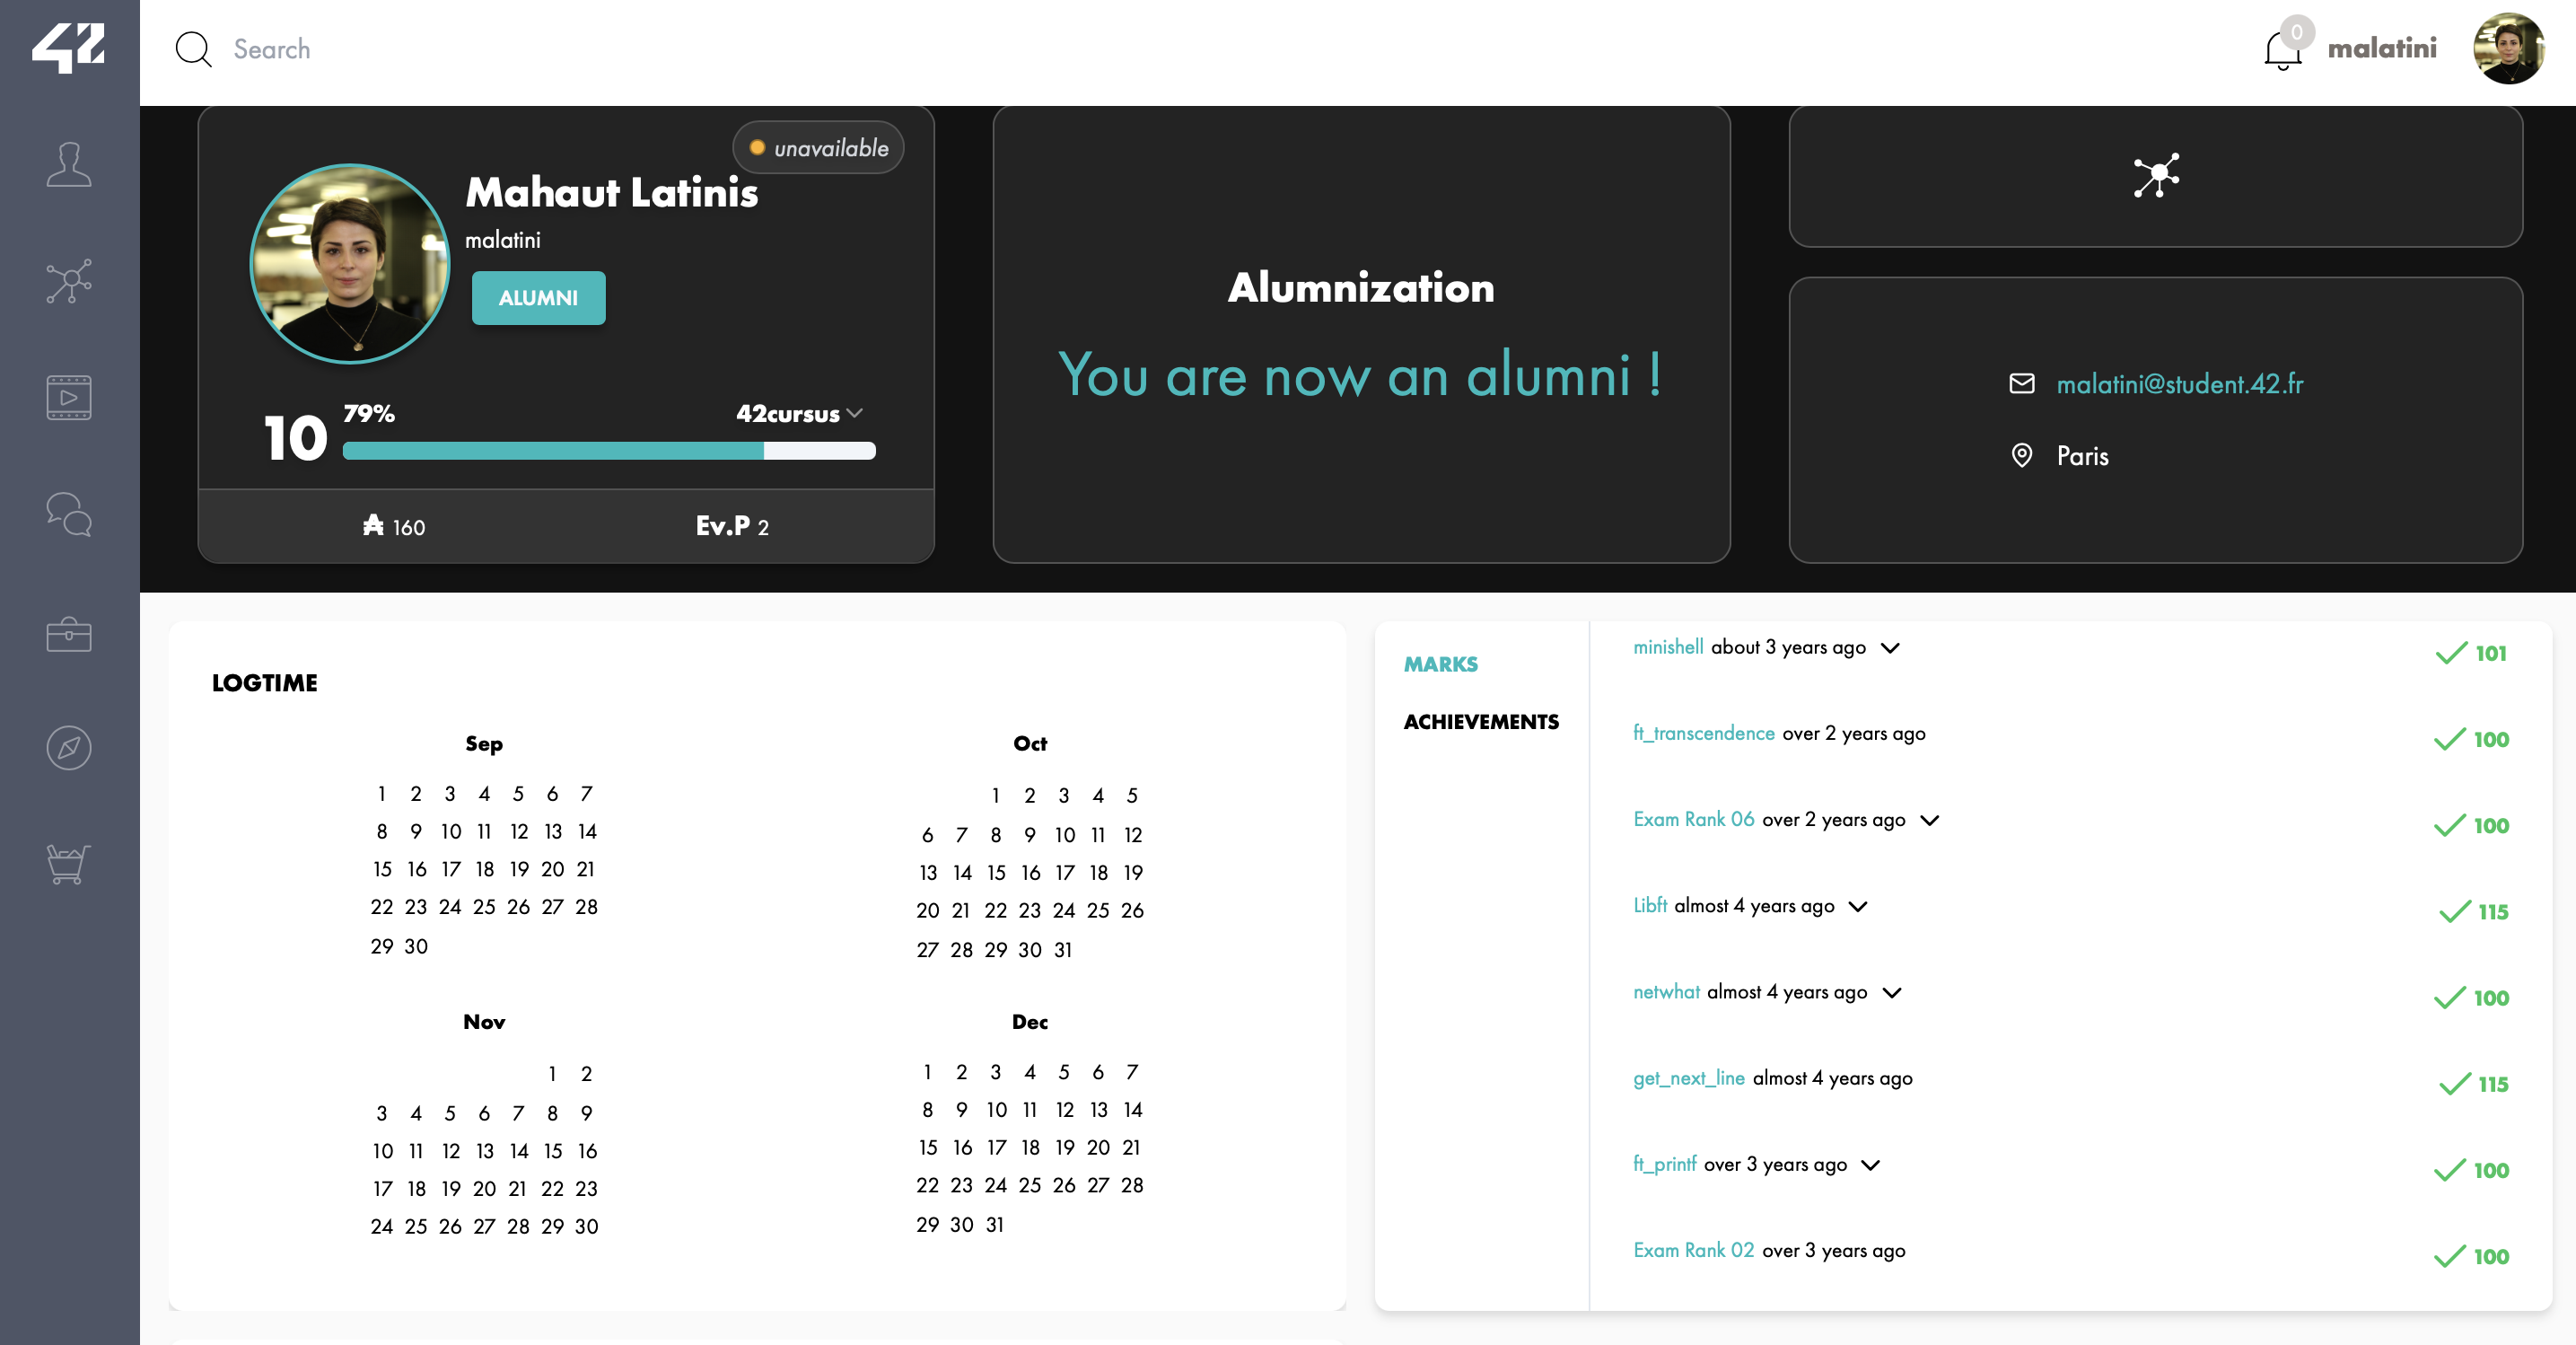 42
Search
0
malatini
unavailable
Mahaut Latinis
malatini
ALUMNI
10
79%
42cursus
₳ 160
Ev.P 2
Alumnization
You are now an alumni !
malatini@student.42.fr
Paris
LOGTIME
Sep
1 2 3 4 5 6 7
8 9 10 11 12 13 14
15 16 17 18 19 20 21
22 23 24 25 26 27 28
29 30
Oct
1 2 3 4 5
6 7 8 9 10 11 12
13 14 15 16 17 18 19
20 21 22 23 24 25 26
27 28 29 30 31
Nov
1 2
3 4 5 6 7 8 9
10 11 12 13 14 15 16
17 18 19 20 21 22 23
24 25 26 27 28 29 30
Dec
1 2 3 4 5 6 7
8 9 10 11 12 13 14
15 16 17 18 19 20 21
22 23 24 25 26 27 28
29 30 31
MARKS
ACHIEVEMENTS
minishell about 3 years ago 101
ft_transcendence over 2 years ago 100
Exam Rank 06 over 2 years ago 100
Libft almost 4 years ago 115
netwhat almost 4 years ago 100
get_next_line almost 4 years ago 115
ft_printf over 3 years ago 100
Exam Rank 02 over 3 years ago 100